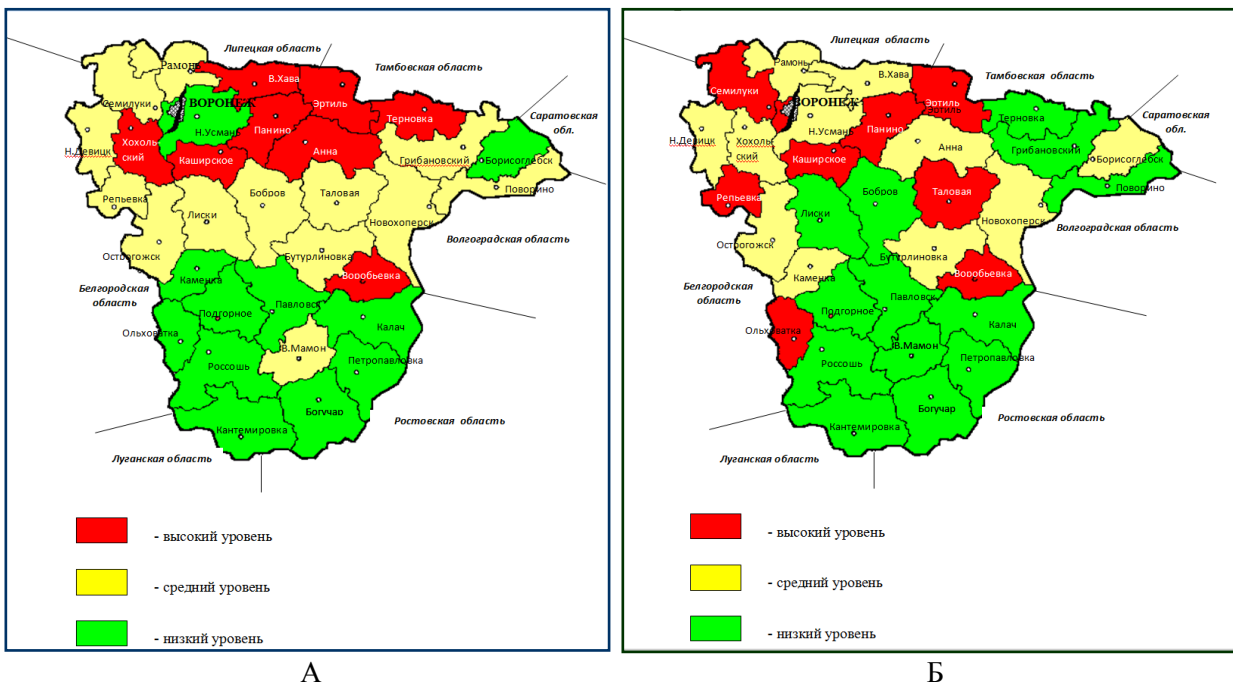 Липецкая область
Рамонь
Тамбовская область
В.Хава
Семилуки
ВОРОНЕЖ
Эртиль
Терновка
Саратовская
обл.
Н.Усмань
Панино
Хохоль-
ский
Н.Девицк
Каширское
Анна
Грибановский
Борисоглебск
Поворино
Репьевка
Бобров
Таловая
Лиски
Новохоперск
Волгоградская область
Острогожск
Бутурлиновка
Воробьевка
Каменка
Белгородская
область
Павловск
Подгорное
Калач
Ольховатка
В.Мамон
Петропавловка
Россошь
Богучар
Ростовская область
Кантемировка
Луганская область
- высокий уровень
- средний уровень
- низкий уровень
А
Липецкая область
Рамонь
Тамбовская область
В.Хава
Семилуки
ВОРОНЕЖ
Эртиль
Эртиль
Терновка
Саратовская
обл.
Н.Усмань
Панино
Н.Девицк
Хохоль-
ский
Каширское
Анна
Грибановский
Борисоглебск
Поворино
Репьевка
Бобров
Таловая
Лиски
Новохоперск
Волгоградская область
Острогожск
Бутурлиновка
Воробьевка
Каменка
Белгородская
область
Павловск
Подгорное
Калач
Ольховатка
В.Мамон
Петропавловка
Россошь
Богучар
Ростовская область
Кантемировка
Луганская область
- высокий уровень
- средний уровень
- низкий уровень
Б